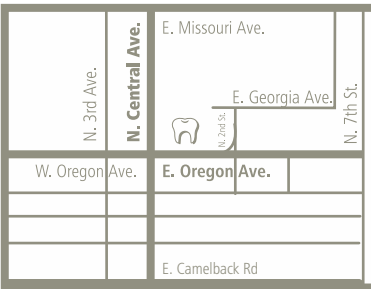 E. Missouri Ave.
N. 3rd Ave.
N. Central Ave.
E. Georgia Ave.
N. 2nd St.
N. 7th St.
W. Oregon Ave.
E. Oregon Ave.
E. Camelback Rd